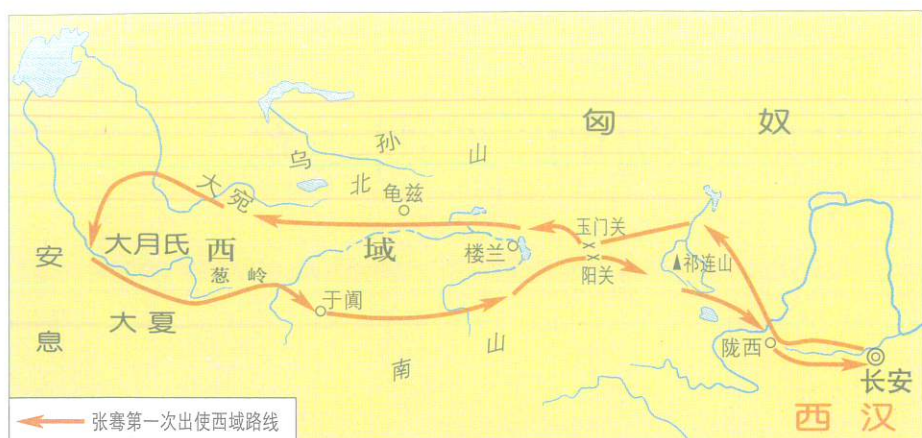 匈奴
乌孙
北山
大宛
龟兹
玉门关
大月氏
西域
楼兰
祁连山
安息
葱岭
阳关
于阗
大夏
南山
陇西
长安
西汉
张骞第一次出使西域路线